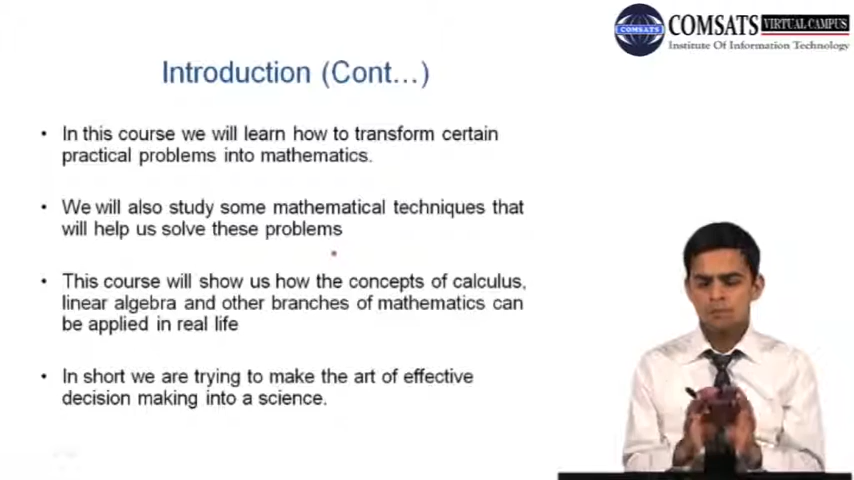 COMSATS VIRTUAL CAMPUS
COMSATS
Institute Of Information Technology
Introduction (Cont…)
• In this course we will learn how to transform certain
practical problems into mathematics.
• We will also study some mathematical techniques that
will help us solve these problems
• This course will show us how the concepts of calculus,
linear algebra and other branches of mathematics can
be applied in real life
• In short we are trying to make the art of effective
decision making into a science.